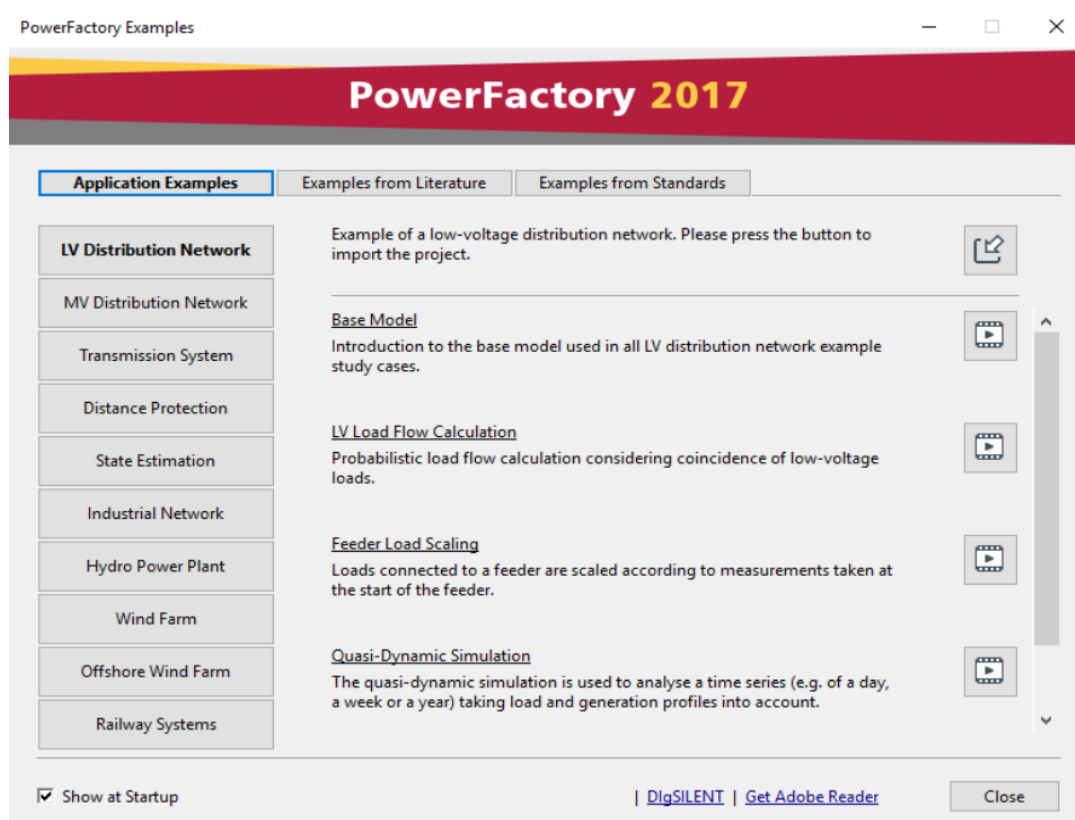 PowerFactory Examples
PowerFactory 2017
Application Examples
Examples from Literature
Examples from Standards
LV Distribution Network
MV Distribution Network
Transmission System
Distance Protection
State Estimation
Industrial Network
Hydro Power Plant
Wind Farm
Offshore Wind Farm
Railway Systems
Example of a low-voltage distribution network. Please press the button to
import the project.
Base Model
Introduction to the base model used in all LV distribution network example
study cases.
LV Load Flow Calculation
Probabilistic load flow calculation considering coincidence of low-voltage
loads.
Feeder Load Scaling
Loads connected to a feeder are scaled according to measurements taken at
the start of the feeder.
Quasi-Dynamic Simulation
The quasi-dynamic simulation is used to analyse a time series (e.g. of a day,
a week or a year) taking load and generation profiles into account.
Show at Startup
| DIgSILENT | Get Adobe Reader
Close